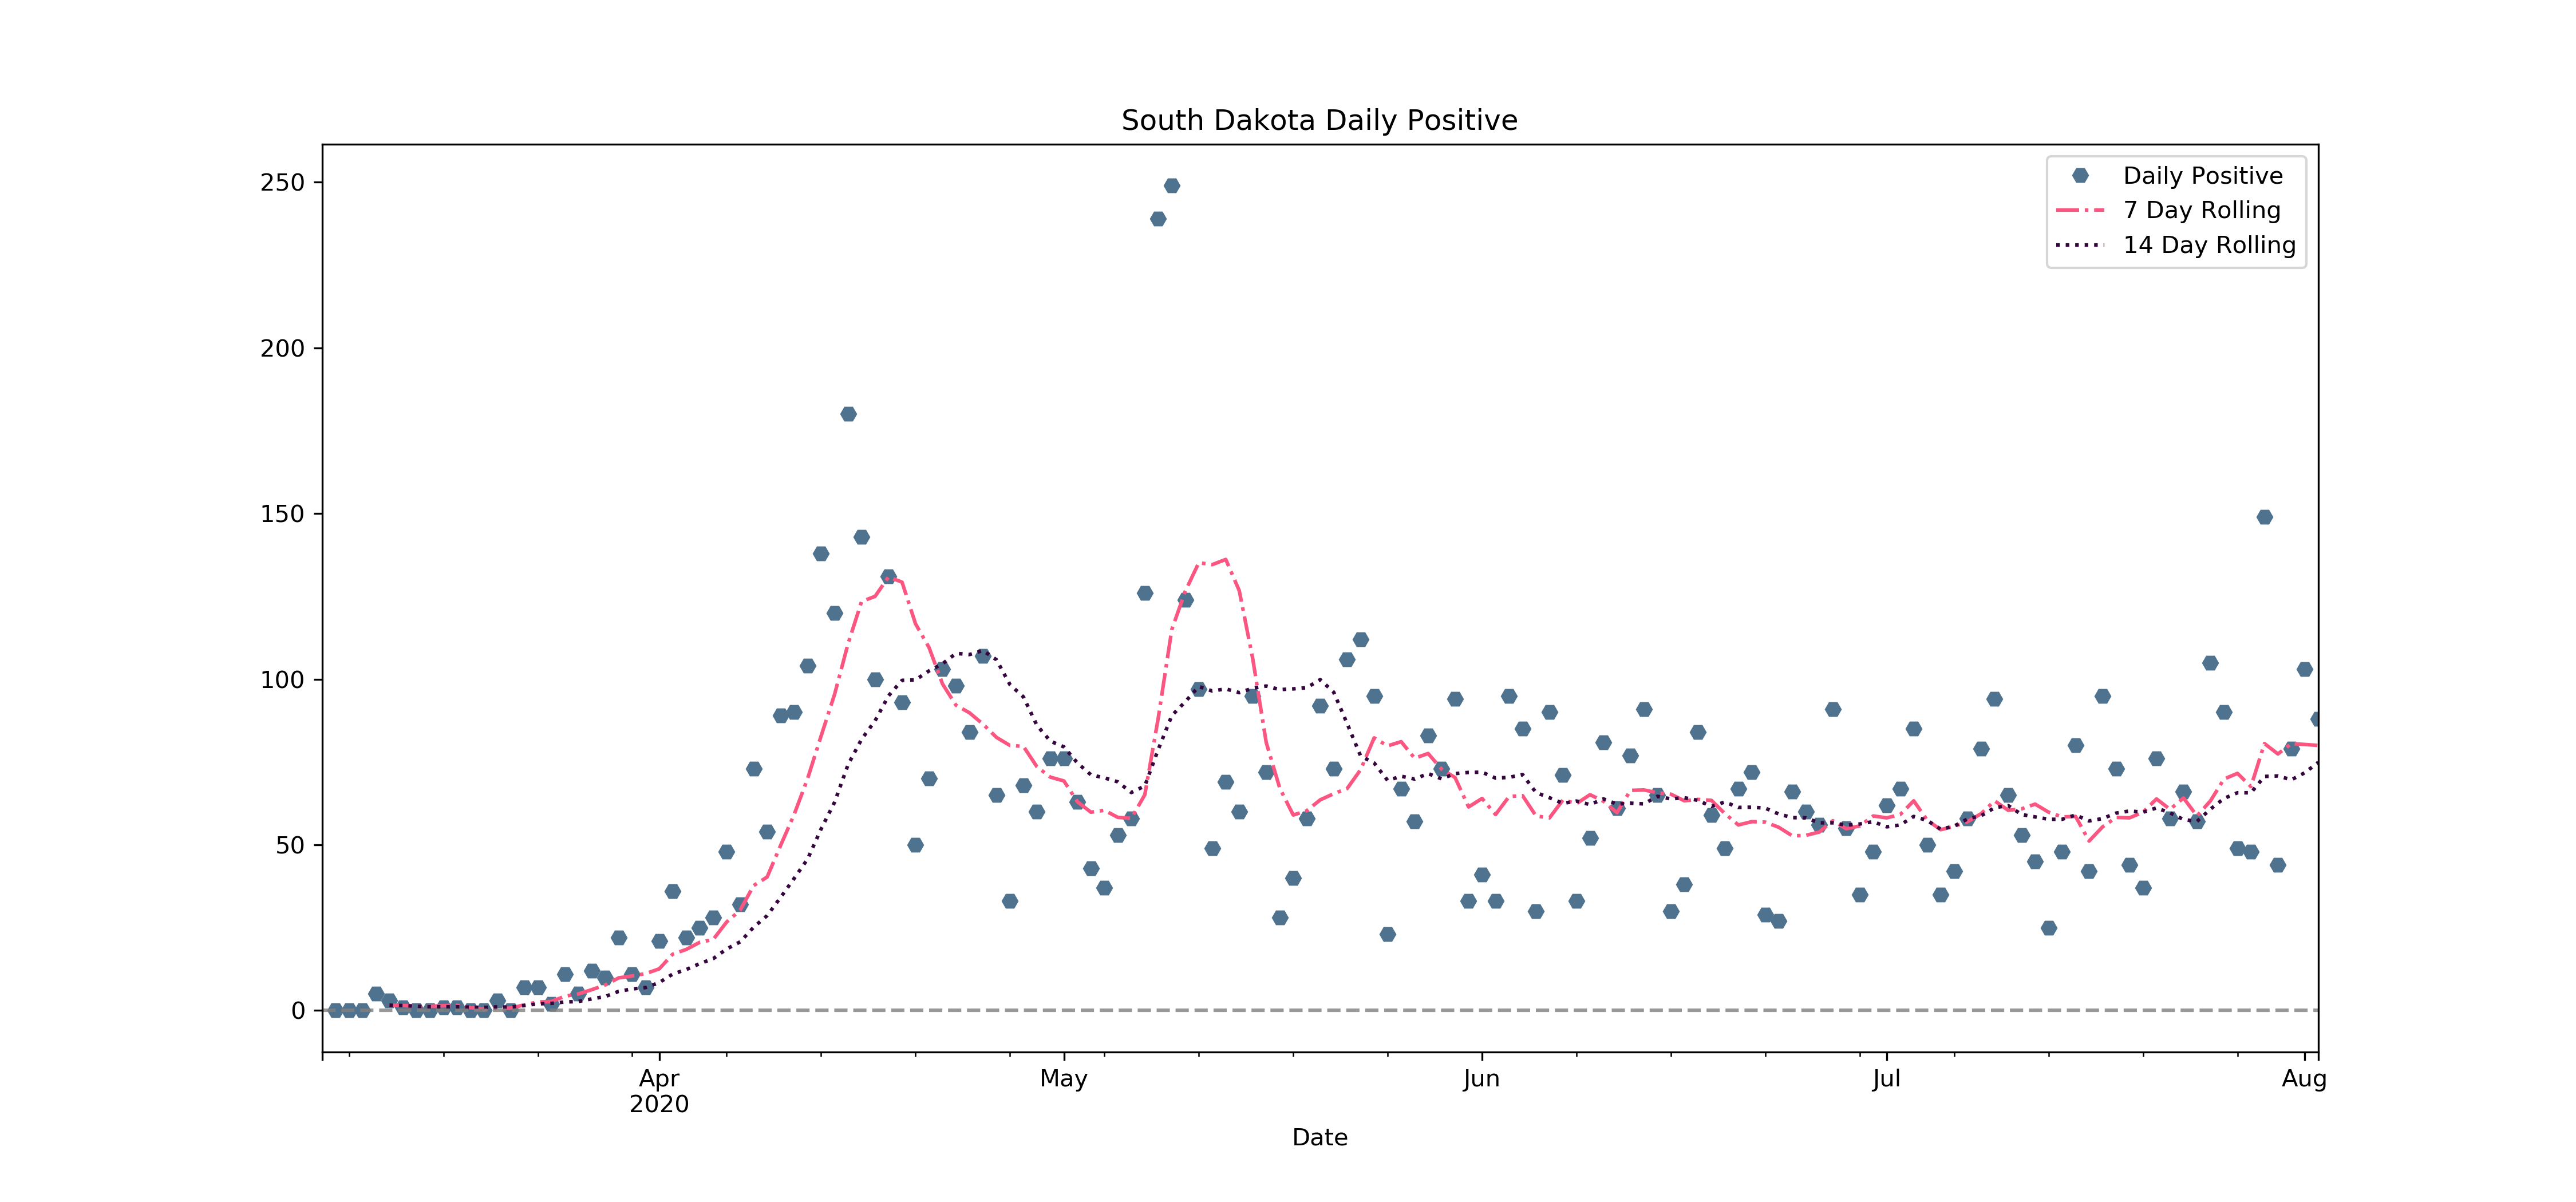 South Dakota Daily Positive
Daily Positive
7 Day Rolling
14 Day Rolling
250
200
150
100
50
0
Apr
2020
May
Jun
Jul
Aug
Date